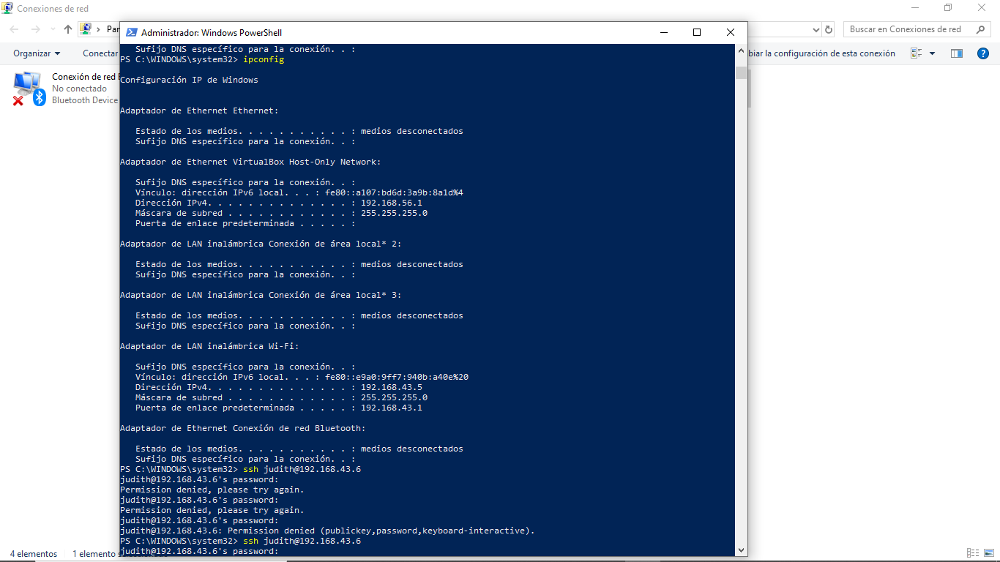 Conexiones de red
Buscar en Conexiones de red
Organizar
Conectar
biar la configuración de esta conexión
Conexión de red
No conectado
Bluetooth Device
Administrador: Windows PowerShell
Sufijo DNS específico para la conexión. . :
PS C:\WINDOWS\system32> ipconfig
Configuración IP de Windows
Adaptador de Ethernet Ethernet:
Estado de los medios. . . . . . . . . . . : medios desconectados
Sufijo DNS específico para la conexión. . :
Adaptador de Ethernet VirtualBox Host-Only Network:
Sufijo DNS específico para la conexión. . :
Vínculo: dirección IPv6 local. . . : fe80::a107:bd6d:3a9b:8a1d%4
Dirección IPv4. . . . . . . . . . . . . . : 192.168.56.1
Máscara de subred . . . . . . . . . . . . : 255.255.255.0
Puerta de enlace predeterminada . . . . . :
Adaptador de LAN inalámbrica Conexión de área local* 2:
Estado de los medios. . . . . . . . . . . : medios desconectados
Sufijo DNS específico para la conexión. . :
Adaptador de LAN inalámbrica Conexión de área local* 3:
Estado de los medios. . . . . . . . . . . : medios desconectados
Sufijo DNS específico para la conexión. . :
Adaptador de LAN inalámbrica Wi-Fi:
Sufijo DNS específico para la conexión. . :
Vínculo: dirección IPv6 local. . . : fe80::e9a0:9ff7:940b:a40e%20
Dirección IPv4. . . . . . . . . . . . . . : 192.168.43.5
Máscara de subred . . . . . . . . . . . . : 255.255.255.0
Puerta de enlace predeterminada . . . . . : 192.168.43.1
Adaptador de Ethernet Conexión de red Bluetooth:
Estado de los medios. . . . . . . . . . . : medios desconectados
Sufijo DNS específico para la conexión. . :
PS C:\WINDOWS\system32> ssh judith@192.168.43.6
judith@192.168.43.6's password:
Permission denied, please try again.
judith@192.168.43.6's password:
Permission denied, please try again.
judith@192.168.43.6's password:
judith@192.168.43.6: Permission denied (publickey,password,keyboard-interactive).
PS C:\WINDOWS\system32> ssh judith@192.168.43.6
judith@192.168.43.6's password:
4 elementos
1 elemento